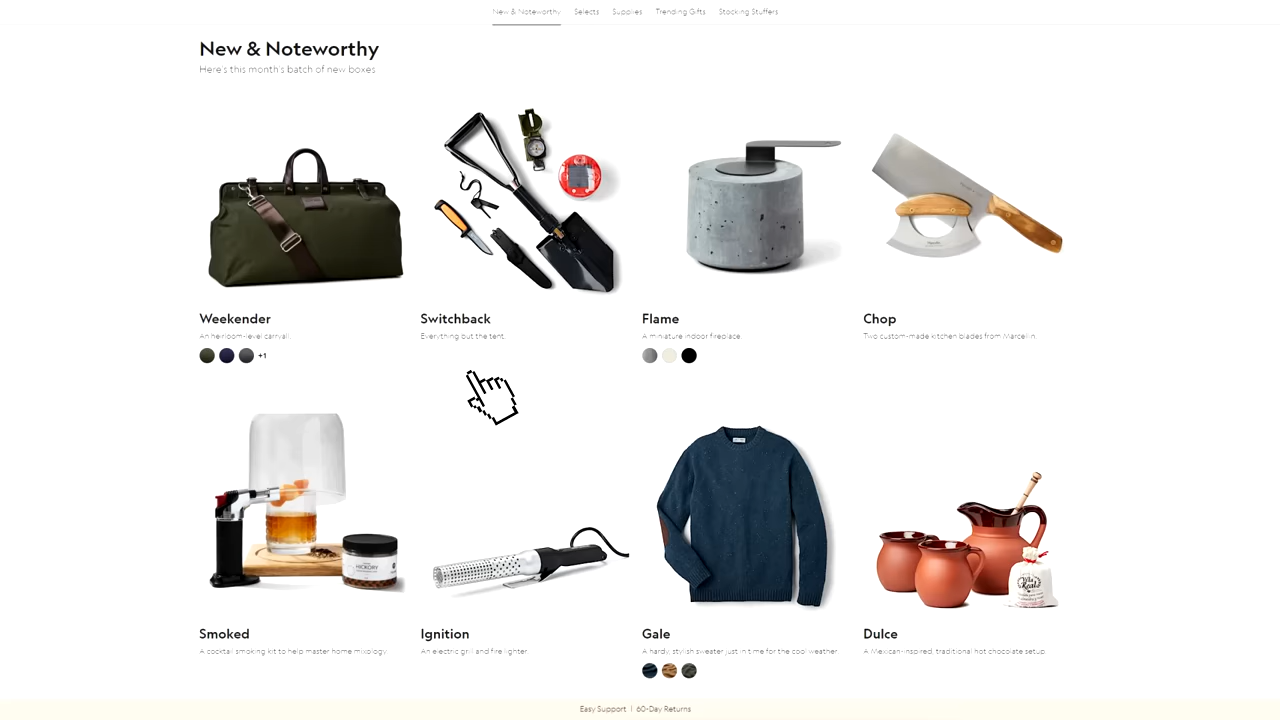 New & Noteworthy Selects Supplies Trending Gifts Stocking Stuffers
New & Noteworthy
Here's this month's batch of new boxes
Weekender
An heirloom-level carryall.
+1
Switchback
Everything but the tent.
Flame
A miniature indoor fireplace.
Chop
Two custom-made kitchen blades from Marcellin.
HICKORY
Smoked
A cocktail smoking kit to help master home mixology.
Ignition
An electric grill and fire lighter.
Gale
A hardy, stylish sweater just in time for the cool weather.
Dulce
A Mexican-inspired, traditional hot chocolate setup.
Easy Support | 60-Day Returns